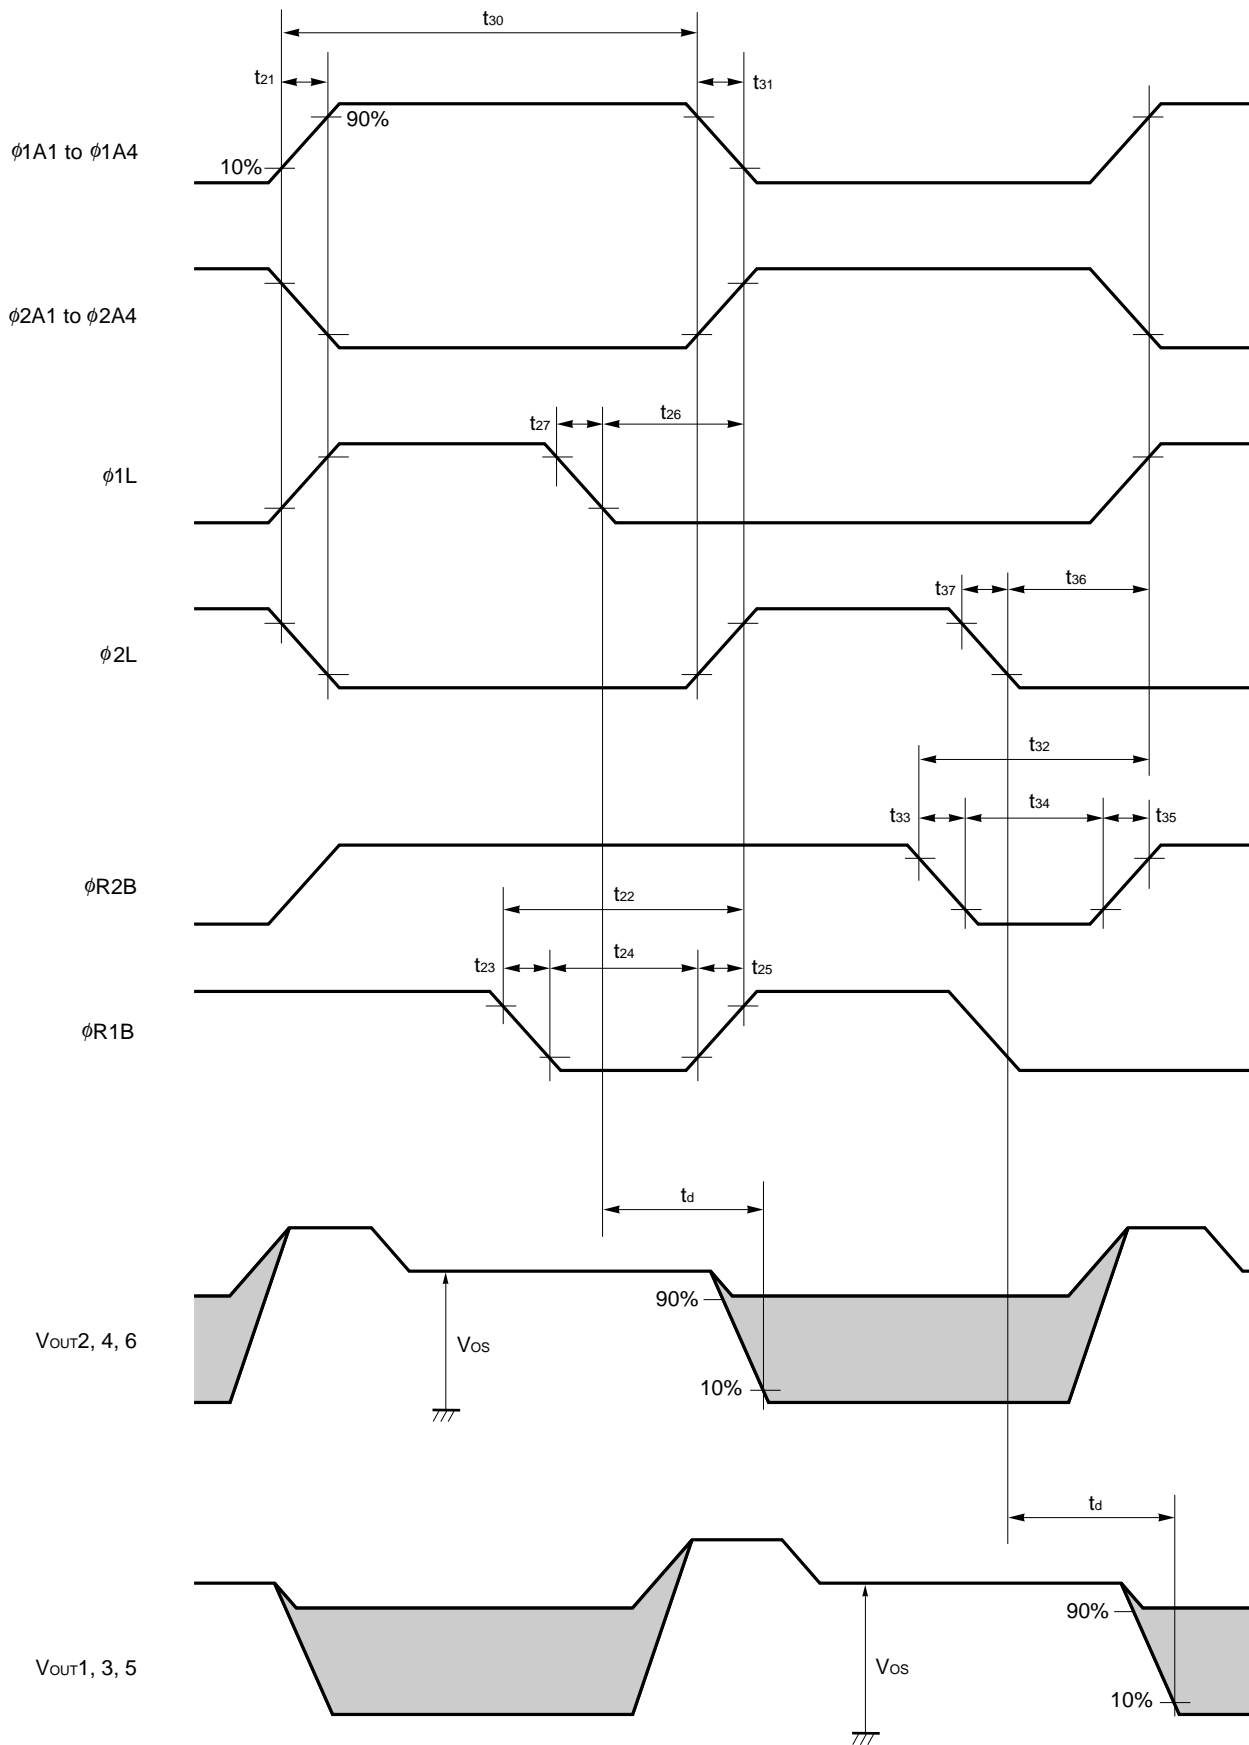 t30
t21
t31
90%
ϕ1A1 to ϕ1A4
10%
ϕ2A1 to ϕ2A4
t27
t26
ϕ1L
t37
t36
ϕ2L
t32
t33
t34
t35
ϕR2B
t22
t23
t24
t25
ϕR1B
td
90%
VOUT2, 4, 6
VOS
10%
td
90%
VOUT1, 3, 5
VOS
10%